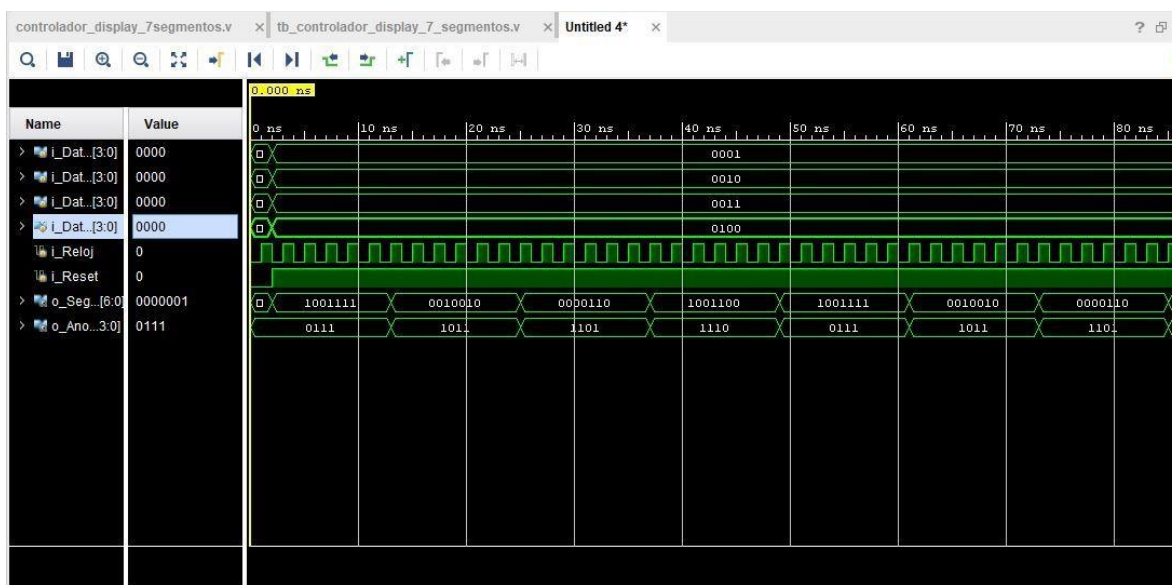 controlador_display_7segmentos.v × tb_controlador_display_7_segmentos.v × Untitled 4* × ?
0.000 ns
Name Value
0 ns 10 ns 20 ns 30 ns 40 ns 50 ns 60 ns 70 ns 80 ns
i_Dat...[3:0] 0000 0001
i_Dat...[3:0] 0000 0010
i_Dat...[3:0] 0000 0011
i_Dat...[3:0] 0000 0100
i_Reloj 0
i_Reset 0
o_Seg...[6:0] 0000001 1001111 0010010 0000110 1001100 1001111 0010010 0000110
o_Ano...3:0] 0111 0111 1011 1101 1110 0111 1011 1101